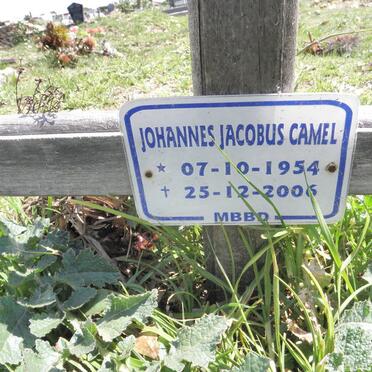 JOHANNES JACOBUS CAMEL
* 07-10-1954
✝ 25-12-2006
MBBD